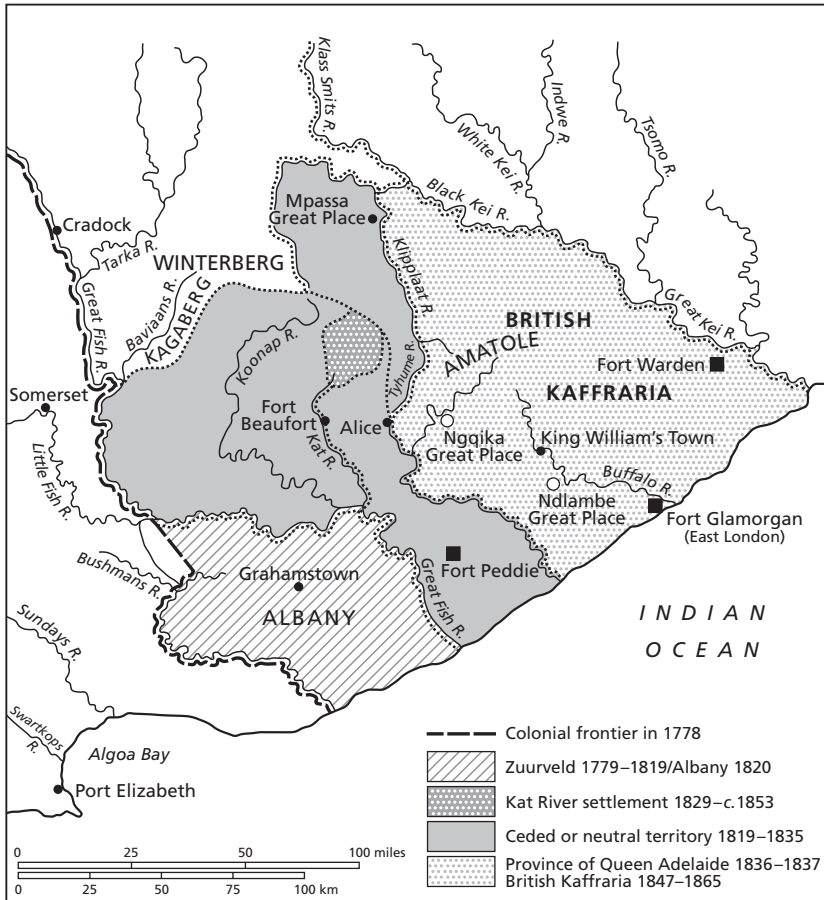 Klass Smits R.
White Kei R.
Indwe R.
Tsomo R.
Cradock
Tarka R.
Great Fish R.
Baviaans R.
WINTERBERG
KAGABERG
Mpassa
Great Place
Black Kei R.
Klipplaat R.
Great Kei R.
BRITISH
KAFFRARIA
AMATOLE
Fort Warden
Koonap R.
Tyhume R.
Somerset
Little Fish R.
Fort
Beaufort
Kat R.
Alice
Ngqika
Great Place
King William's Town
Buffalo R.
Ndlambe
Great Place
Fort Glamorgan
(East London)
Bushmans R.
Grahamstown
ALBANY
Fort Peddie
Great Fish R.
Sundays R.
Swartkops
R.
Algoa Bay
Port Elizabeth
INDIAN
OCEAN
Colonial frontier in 1778
Zuurveld 1779–1819/Albany 1820
Kat River settlement 1829–c.1853
Ceded or neutral territory 1819–1835
Province of Queen Adelaide 1836–1837
British Kaffraria 1847–1865
0 25 50 100 miles
0 25 50 75 100 km